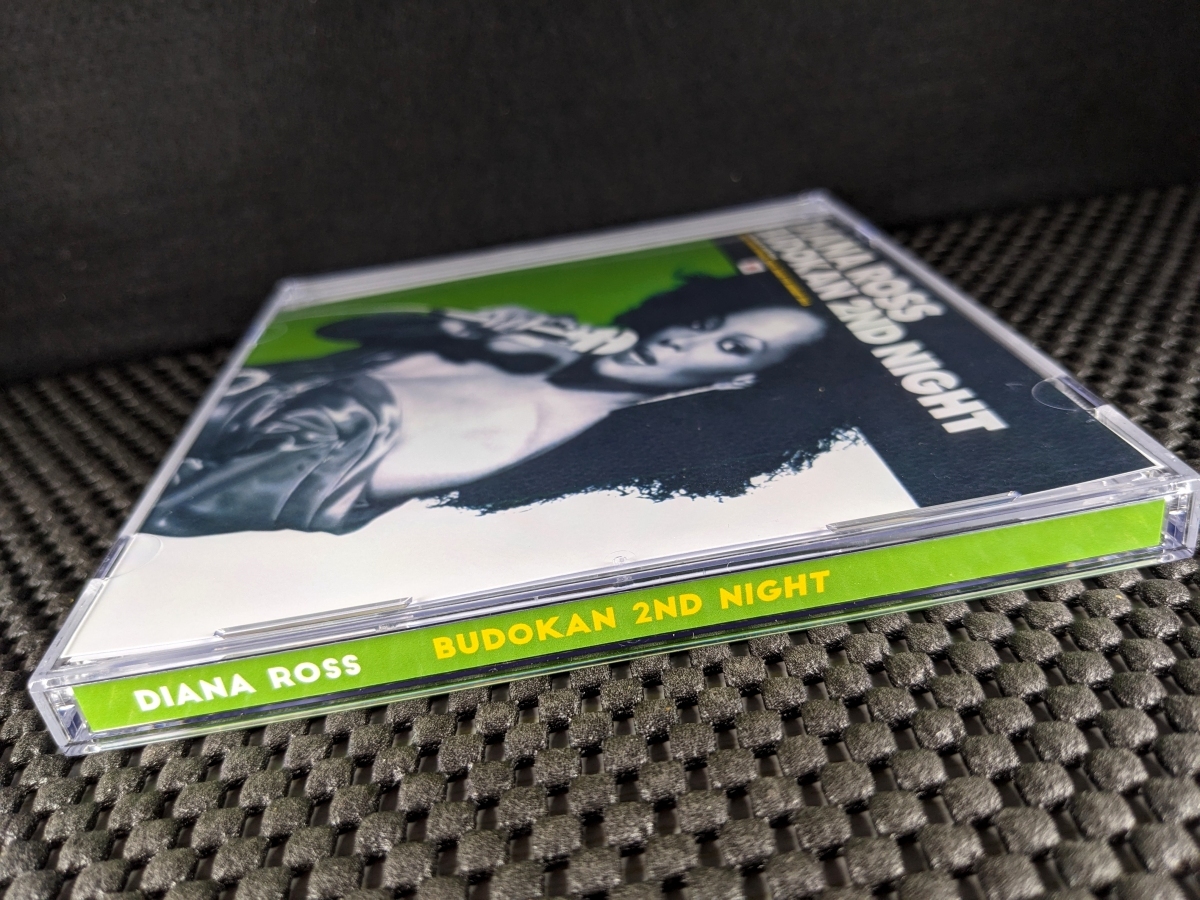 DIANA ROSS
BUDOKAN 2ND NIGHT
DIANA ROSS BUDOKAN 2ND NIGHT